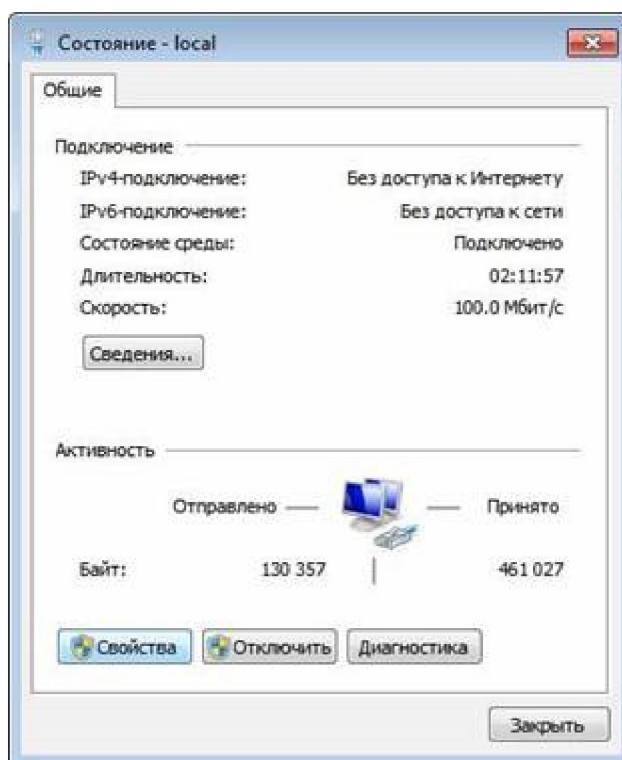 Состояние - local
Общие
Подключение
IPv4-подключение: Без доступа к Интернету
IPv6-подключение: Без доступа к сети
Состояние среды: Подключено
Длительность: 02:11:57
Скорость: 100.0 Мбит/с
Сведения...
Активность
Отправлено — — Принято
Байт: 130 357 461 027
Свойства Отключить Диагностика
Закрыть